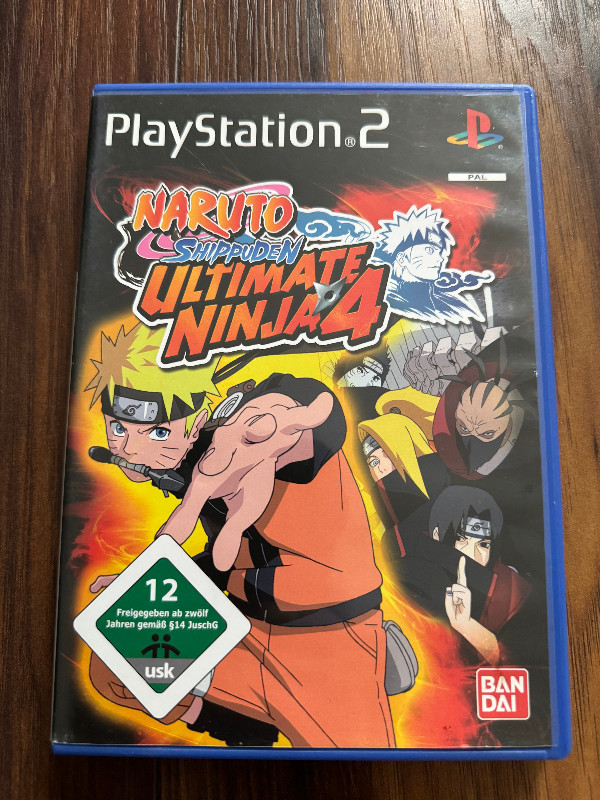 PlayStation®2
PAL
NARUTO
SHIPPUDEN
ULTIMATE
NINJA 4
12
Freigegeben ab zwölf
Jahren gemäß §14 JuschG
usk
BAN
DAI